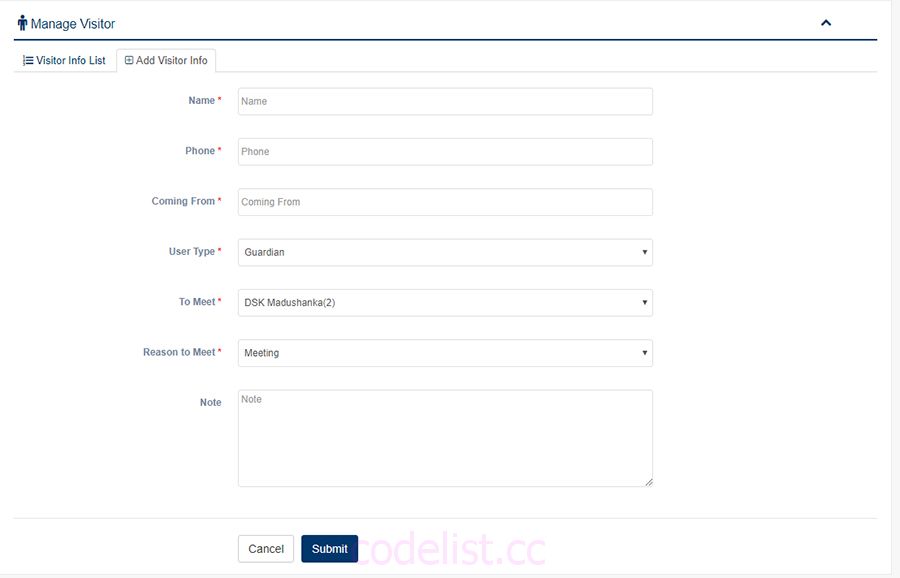 Manage Visitor
Visitor Info List Add Visitor Info
Name * Name
Phone * Phone
Coming From * Coming From
User Type * Guardian
To Meet * DSK Madushanka(2)
Reason to Meet * Meeting
Note Note
Cancel Submit codelist.cc